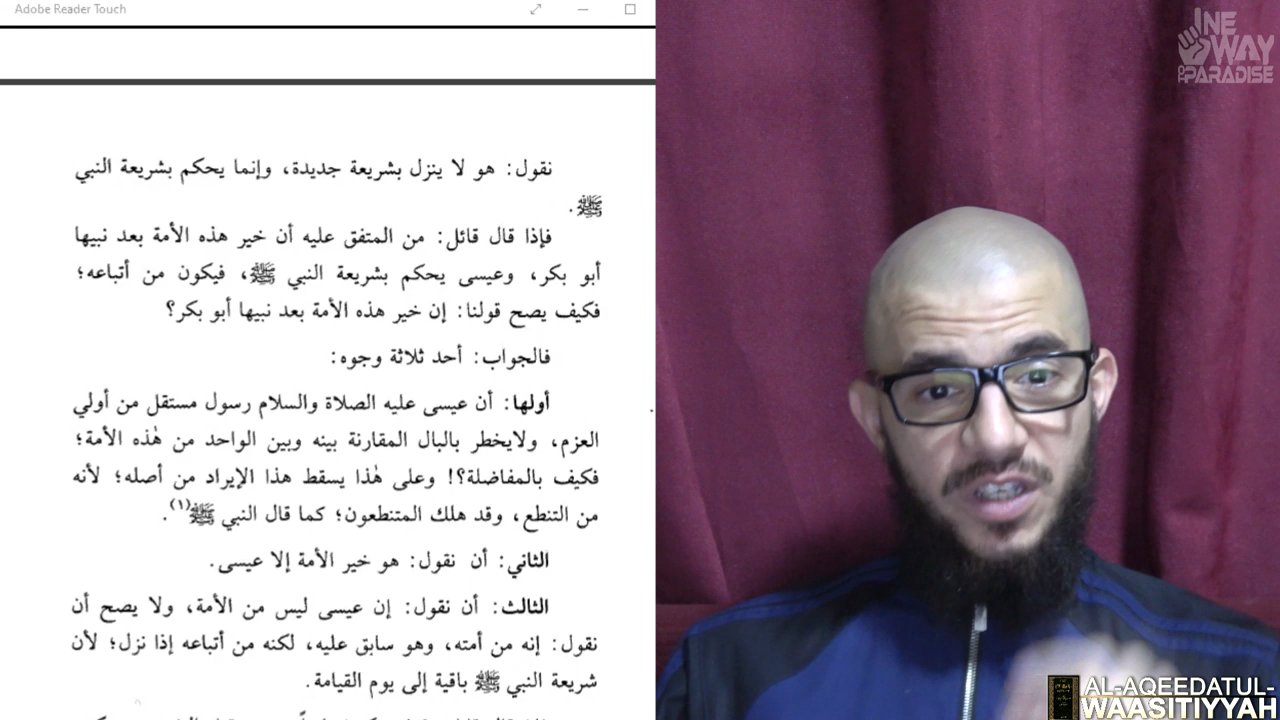 Adobe Reader Touch
نقول: هو لا ينزل بشريعة جديدة، وإنما يحكم بشريعة النبي
ﷺ.
فإذا قال قائل: من المتفق عليه أن خير هذه الأمة بعد نبيها
أبو بكر، وعيسى يحكم بشريعة النبي ﷺ، فيكون من أتباعه؛
فكيف يصح قولنا: إن خير هذه الأمة بعد نبيها أبو بكر؟
فالجواب: أحد ثلاثة وجوه:
أولها: أن عيسى عليه الصلاة والسلام رسول مستقل من أولي
العزم، ولايخطر بالبال المقارنة بينه وبين الواحد من هٰذه الأمة؛
فكيف بالمفاضلة؟! وعلى هٰذا يسقط هذا الإيراد من أصله؛ لأنه
من التنطع، وقد هلك المتنطعون؛ كما قال النبي ﷺ(١).
الثاني: أن نقول: هو خير الأمة إلا عيسى.
الثالث: أن نقول: إن عيسى ليس من الأمة، ولا يصح أن
نقول: إنه من أمته، وهو سابق عليه، لكنه من أتباعه إذا نزل؛ لأن
شريعة النبي ﷺ باقية إلى يوم القيامة.
ONE
WAY
TO PARADISE
AL-AQEEDATUL-
WAASITIYYAH